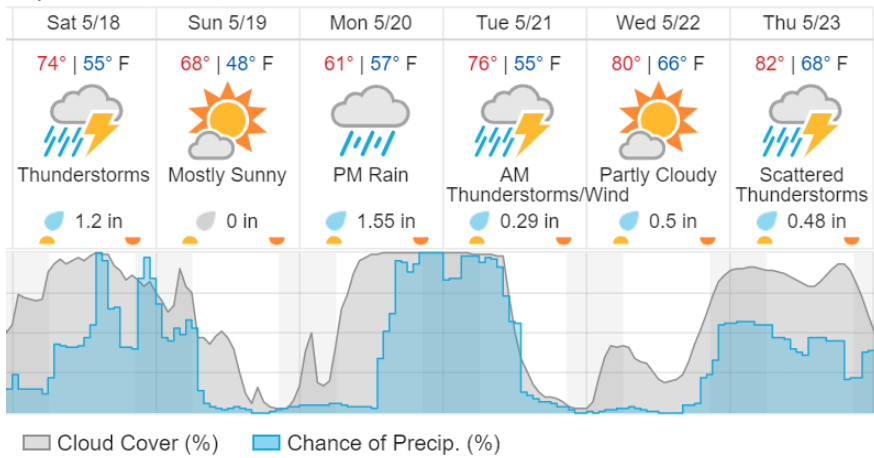 Sat 5/18 Sun 5/19 Mon 5/20 Tue 5/21 Wed 5/22 Thu 5/23
74° | 55° F 68° | 48° F 61° | 57° F 76° | 55° F 80° | 66° F 82° | 68° F
Thunderstorms Mostly Sunny PM Rain AM Partly Cloudy Scattered
Thunderstorms/Wind Thunderstorms
1.2 in 0 in 1.55 in 0.29 in 0.5 in 0.48 in
Cloud Cover (%) Chance of Precip. (%)